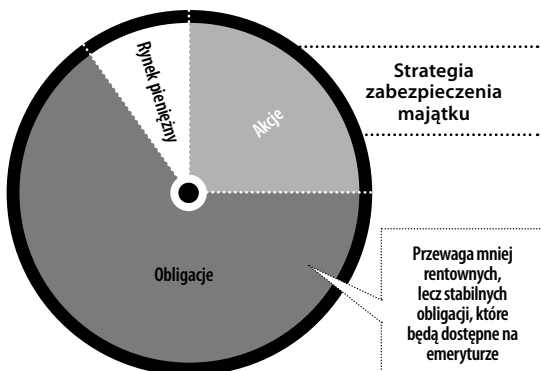 Rynek pieniężny
Akcje
Strategia
zabezpieczenia
majątku
Obligacje
Przewaga mniej
rentownych,
lecz stabilnych
obligacji, które
będą dostępne na
emeryturze